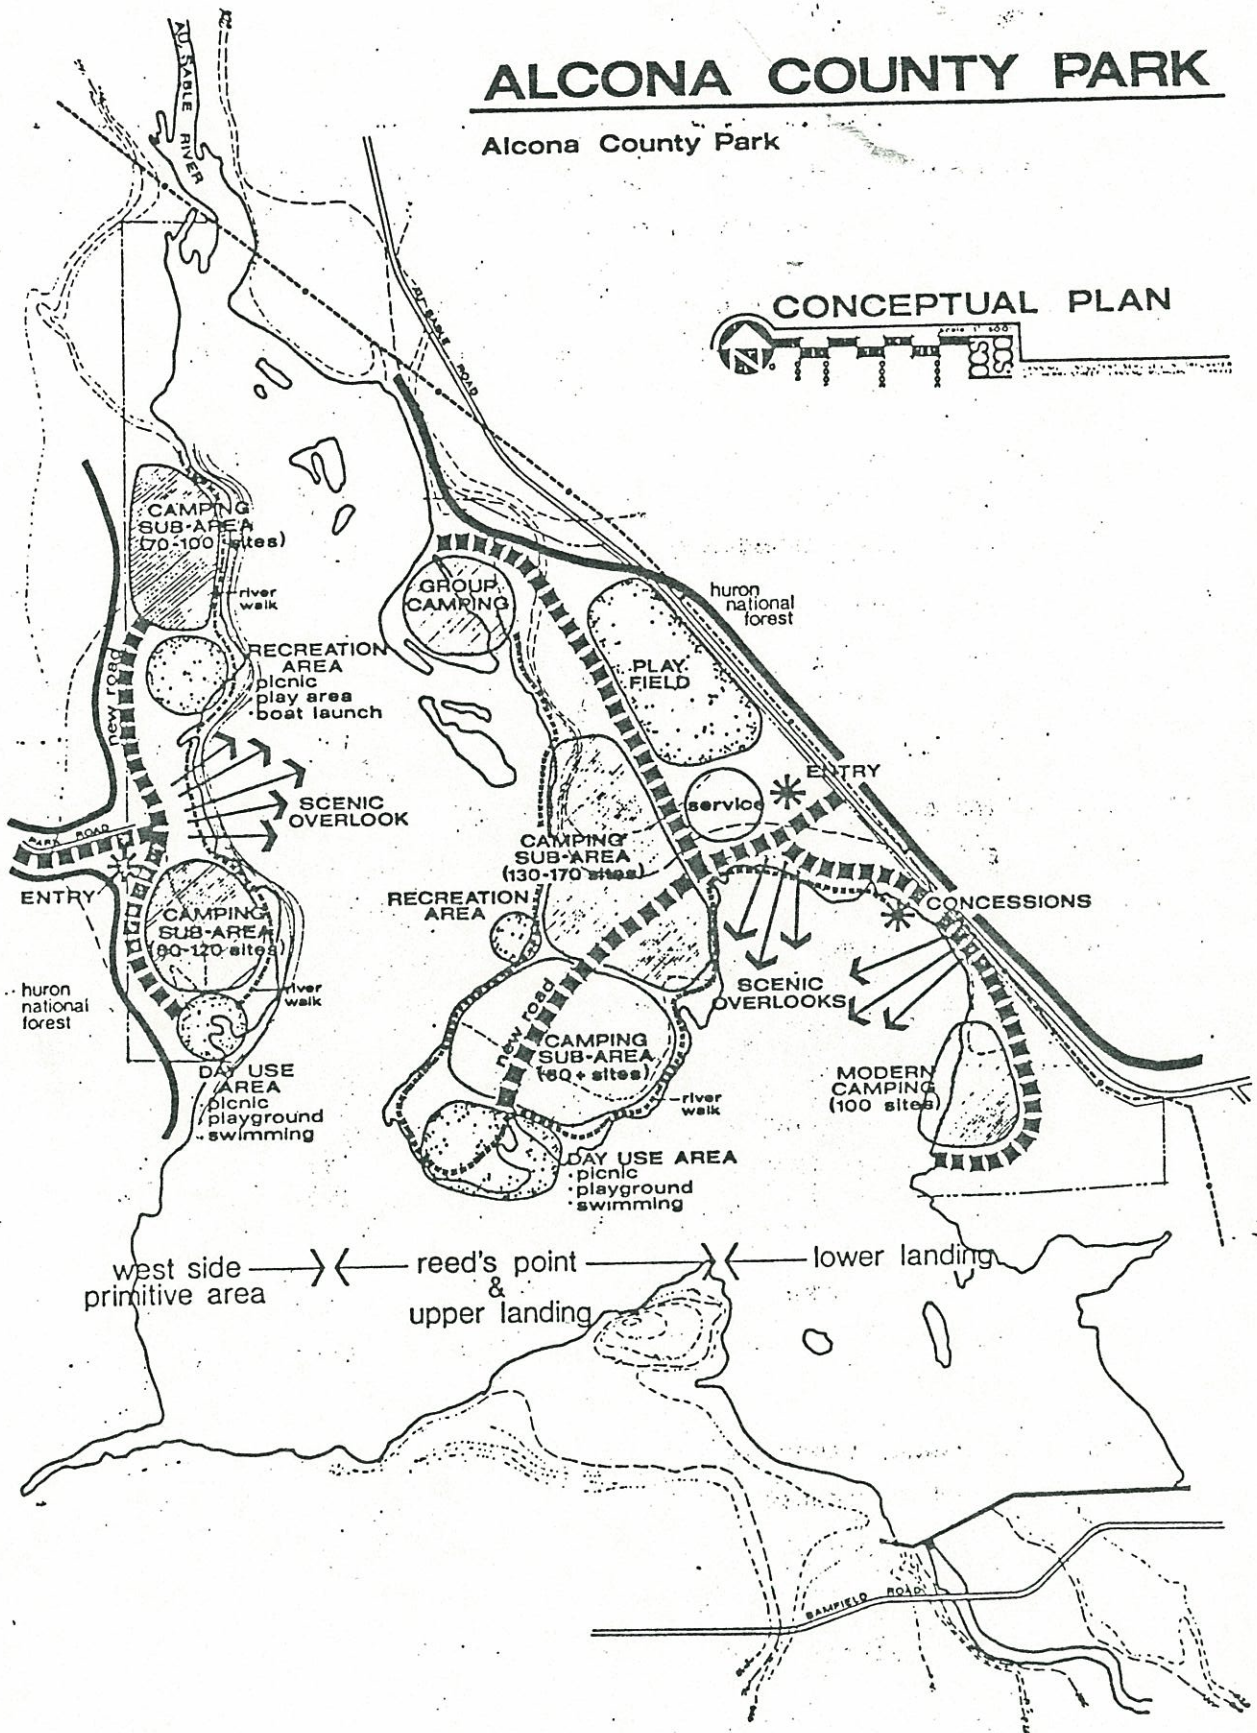 ALCONA COUNTY PARK
Alcona County Park
AU SABLE RIVER
CONCEPTUAL PLAN
N
AU SABLE ROAD
CAMPING
SUB-AREA
(70-100 sites)
river
walk
GROUP
CAMPING
huron
national
forest
RECREATION
AREA
picnic
play area
boat launch
new road
PLAY
FIELD
SCENIC
OVERLOOK
service
ENTRY
PARK ROAD
ENTRY
CAMPING
SUB-AREA
(130-170 sites)
RECREATION
AREA
CONCESSIONS
CAMPING
SUB-AREA
(80-120 sites)
river
walk
huron
national
forest
SCENIC
OVERLOOKS
new road
CAMPING
SUB-AREA
(60+ sites)
river
walk
MODERN
CAMPING
(100 sites)
DAY USE
AREA
picnic
playground
swimming
DAY USE AREA
picnic
playground
swimming
west side
primitive area
reed's point
&
upper landing
lower landing
BAMFIELD ROAD